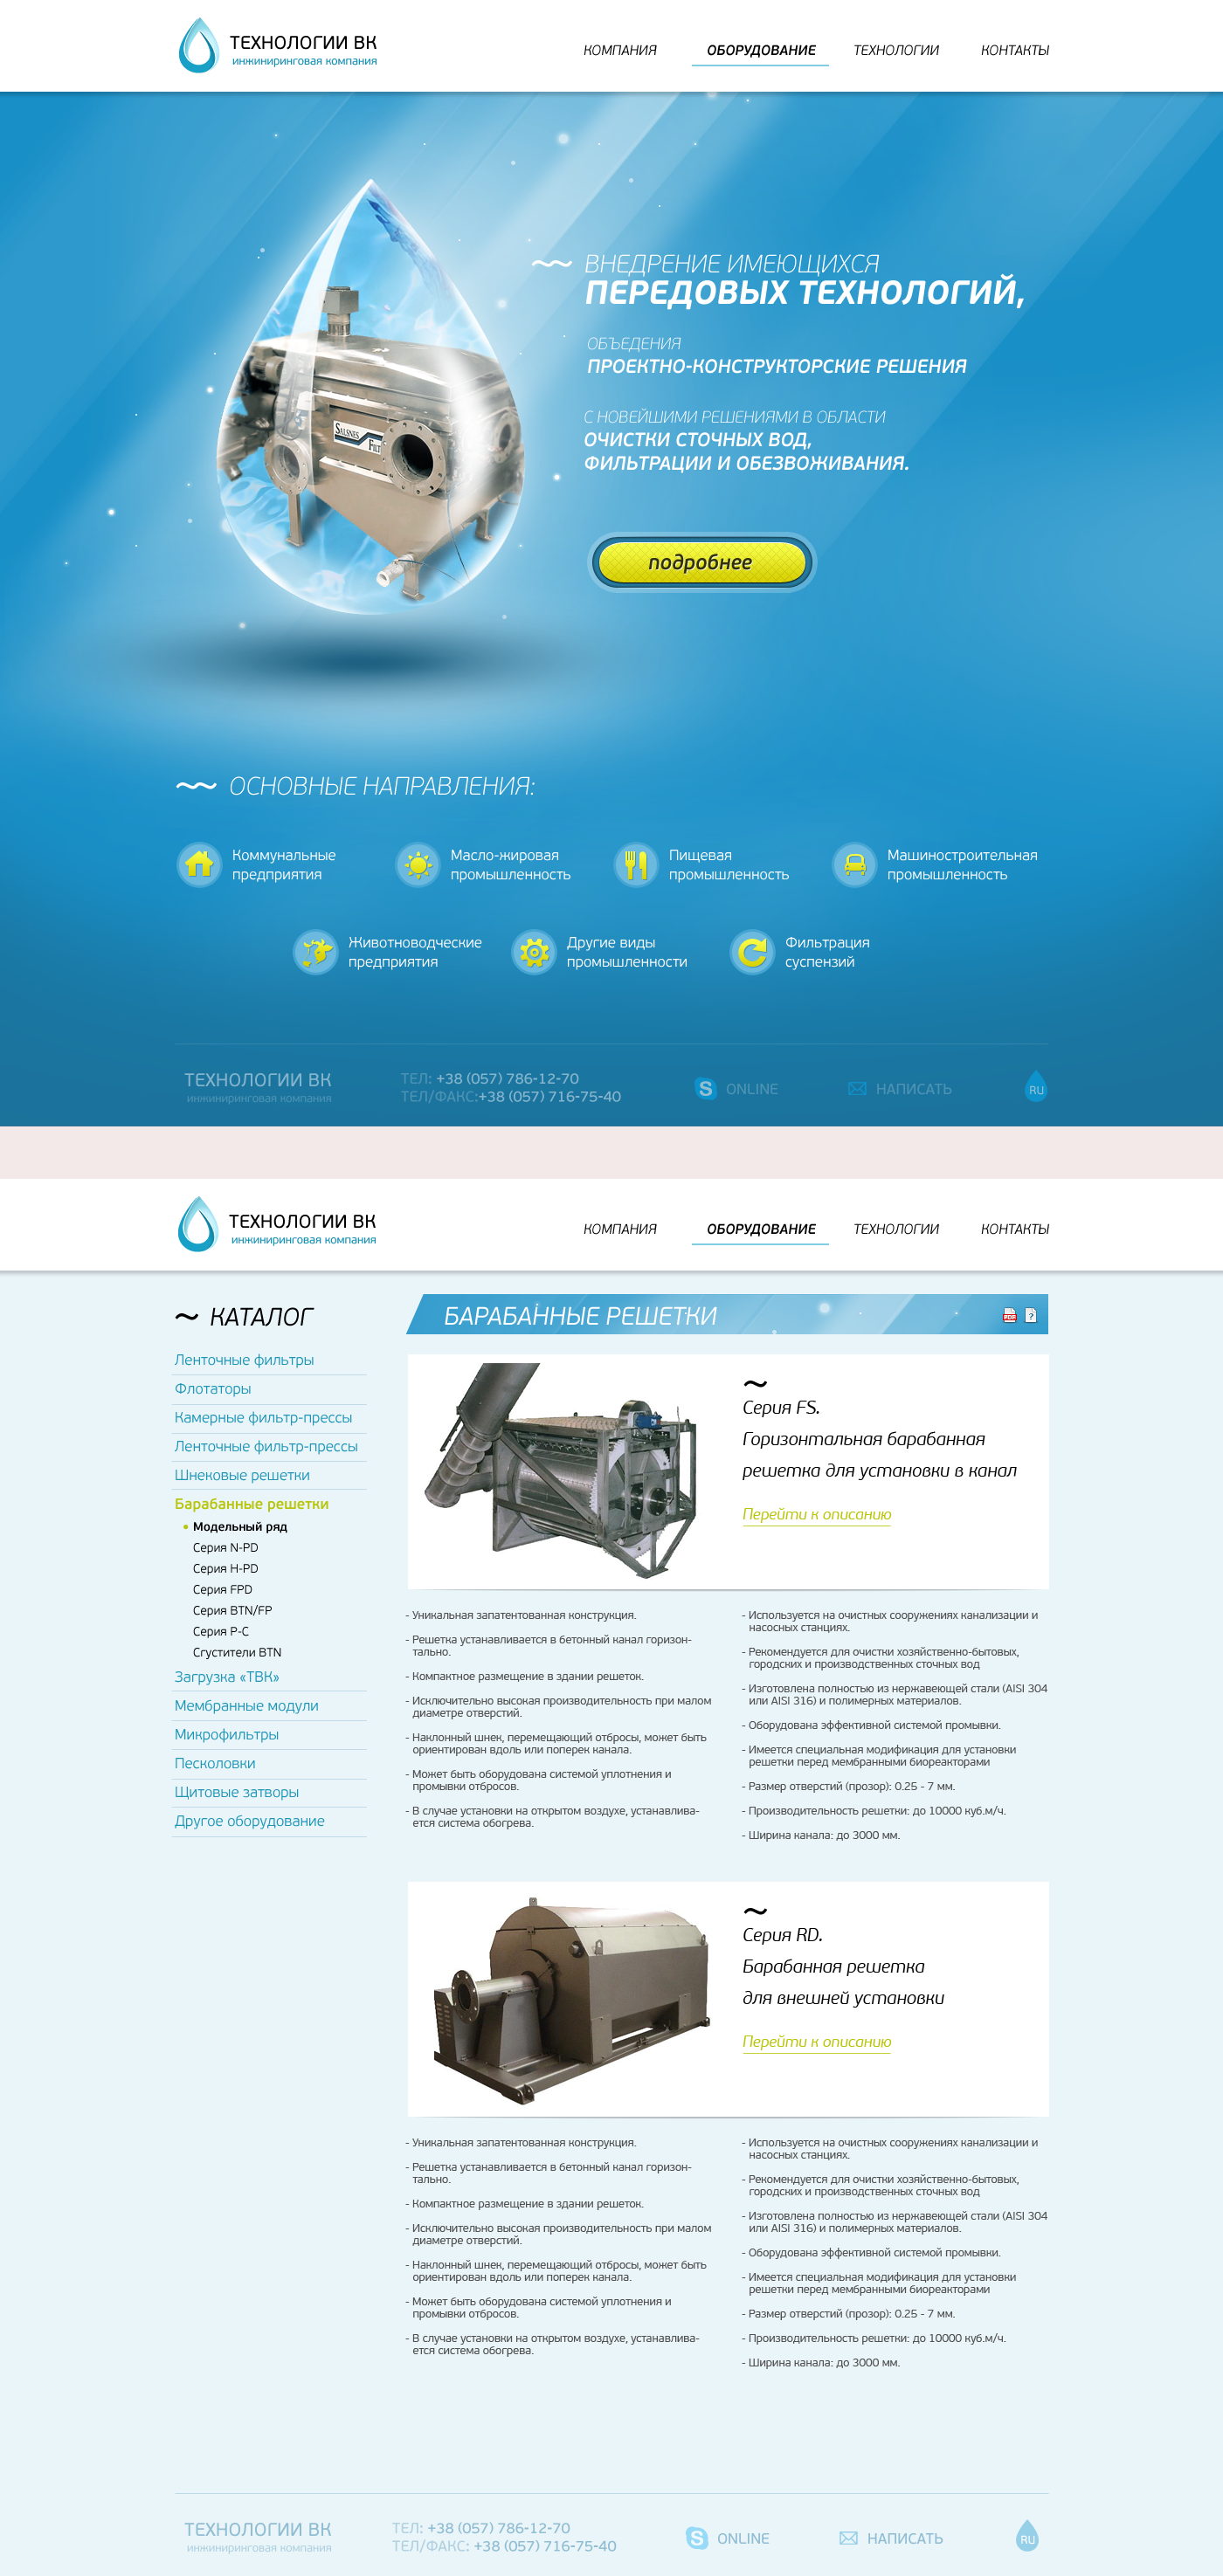 ТЕХНОЛОГИИ ВК
инжиниринговая компания
КОМПАНИЯ
ОБОРУДОВАНИЕ
ТЕХНОЛОГИИ
КОНТАКТЫ
ВНЕДРЕНИЕ ИМЕЮЩИХСЯ
ПЕРЕДОВЫХ ТЕХНОЛОГИЙ,
ОБЪЕДЕНИЯ
ПРОЕКТНО-КОНСТРУКТОРСКИЕ РЕШЕНИЯ
С НОВЕЙШИМИ РЕШЕНИЯМИ В ОБЛАСТИ
ОЧИСТКИ СТОЧНЫХ ВОД,
ФИЛЬТРАЦИИ И ОБЕЗВОЖИВАНИЯ.
SALSNES
подробнее
ОСНОВНЫЕ НАПРАВЛЕНИЯ:
Коммунальные
предприятия
Масло-жировая
промышленность
Пищевая
промышленность
Машиностроительная
промышленность
Животноводческие
предприятия
Другие виды
промышленности
Фильтрация
суспензий
ТЕХНОЛОГИИ ВК
инжиниринговая компания
ТЕЛ: +38 (057) 786-12-70
ТЕЛ/ФАКС:+38 (057) 716-75-40
S ONLINE
НАПИСАТЬ
RU
ТЕХНОЛОГИИ ВК
инжиниринговая компания
КОМПАНИЯ
ОБОРУДОВАНИЕ
ТЕХНОЛОГИИ
КОНТАКТЫ
КАТАЛОГ
Ленточные фильтры
Флотаторы
Камерные фильтр-прессы
Ленточные фильтр-прессы
Шнековые решетки
Барабанные решетки
Модельный ряд
Серия N-PD
Серия H-PD
Серия FPD
Серия BTN/FP
Серия P-C
Сгустители BTN
Загрузка «ТВК»
Мембранные модули
Микрофильтры
Песколовки
Щитовые затворы
Другое оборудование
БАРАБАННЫЕ РЕШЕТКИ
PDF ?
Серия FS.
Горизонтальная барабанная
решетка для установки в канал
Перейти к описанию
- Уникальная запатентованная конструкция.
- Решетка устанавливается в бетонный канал горизон-
тально.
- Компактное размещение в здании решеток.
- Исключительно высокая производительность при малом
диаметре отверстий.
- Наклонный шнек, перемещающий отбросы, может быть
ориентирован вдоль или поперек канала.
- Может быть оборудована системой уплотнения и
промывки отбросов.
- В случае установки на открытом воздухе, устанавлива-
ется система обогрева.
- Используется на очистных сооружениях канализации и
насосных станциях.
- Рекомендуется для очистки хозяйственно-бытовых,
городских и производственных сточных вод
- Изготовлена полностью из нержавеющей стали (AISI 304
или AISI 316) и полимерных материалов.
- Оборудована эффективной системой промывки.
- Имеется специальная модификация для установки
решетки перед мембранными биореакторами
- Размер отверстий (прозор): 0.25 - 7 мм.
- Производительность решетки: до 10000 куб.м/ч.
- Ширина канала: до 3000 мм.
Серия RD.
Барабанная решетка
для внешней установки
Перейти к описанию
- Уникальная запатентованная конструкция.
- Решетка устанавливается в бетонный канал горизон-
тально.
- Компактное размещение в здании решеток.
- Исключительно высокая производительность при малом
диаметре отверстий.
- Наклонный шнек, перемещающий отбросы, может быть
ориентирован вдоль или поперек канала.
- Может быть оборудована системой уплотнения и
промывки отбросов.
- В случае установки на открытом воздухе, устанавлива-
ется система обогрева.
- Используется на очистных сооружениях канализации и
насосных станциях.
- Рекомендуется для очистки хозяйственно-бытовых,
городских и производственных сточных вод
- Изготовлена полностью из нержавеющей стали (AISI 304
или AISI 316) и полимерных материалов.
- Оборудована эффективной системой промывки.
- Имеется специальная модификация для установки
решетки перед мембранными биореакторами
- Размер отверстий (прозор): 0.25 - 7 мм.
- Производительность решетки: до 10000 куб.м/ч.
- Ширина канала: до 3000 мм.
ТЕХНОЛОГИИ ВК
инжиниринговая компания
ТЕЛ: +38 (057) 786-12-70
ТЕЛ/ФАКС: +38 (057) 716-75-40
S ONLINE
НАПИСАТЬ
RU